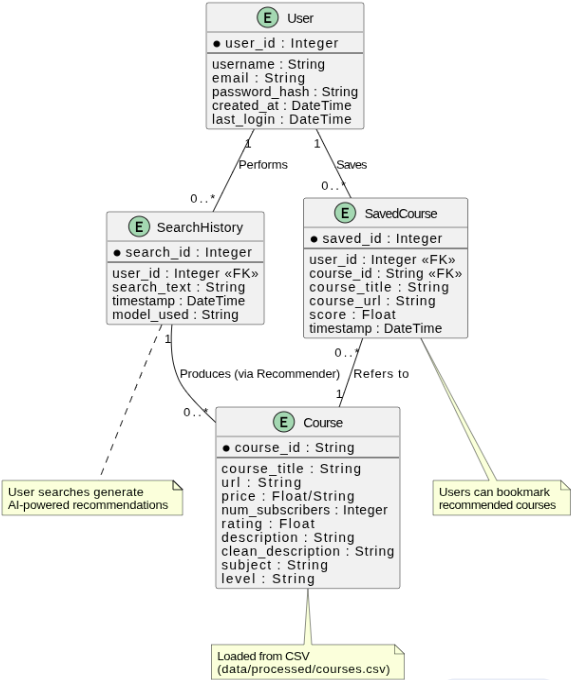 E User
● user_id : Integer
username : String
email : String
password_hash : String
created_at : DateTime
last_login : DateTime
1
1
Performs
Saves
0..*
0..*
E SearchHistory
● search_id : Integer
user_id : Integer «FK»
search_text : String
timestamp : DateTime
model_used : String
E SavedCourse
● saved_id : Integer
user_id : Integer «FK»
course_id : String «FK»
course_title : String
course_url : String
score : Float
timestamp : DateTime
1
0..*
Produces (via Recommender)
Refers to
0..*
1
E Course
● course_id : String
course_title : String
url : String
price : Float/String
num_subscribers : Integer
rating : Float
description : String
clean_description : String
subject : String
level : String
User searches generate
AI-powered recommendations
Users can bookmark
recommended courses
Loaded from CSV
(data/processed/courses.csv)